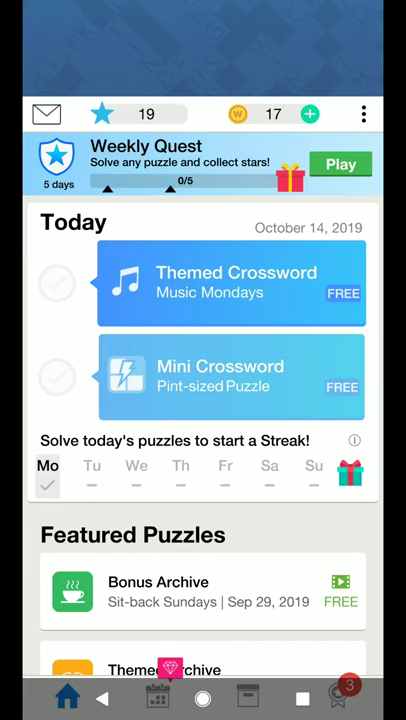 19
17
Weekly Quest
Solve any puzzle and collect stars!
Play
5 days
0/5
Today
October 14, 2019
Themed Crossword
Music Mondays
FREE
Mini Crossword
Pint-sized Puzzle
FREE
Solve today's puzzles to start a Streak!
Mo Tu We Th Fr Sa Su
Featured Puzzles
Bonus Archive
Sit-back Sundays | Sep 29, 2019
FREE
3